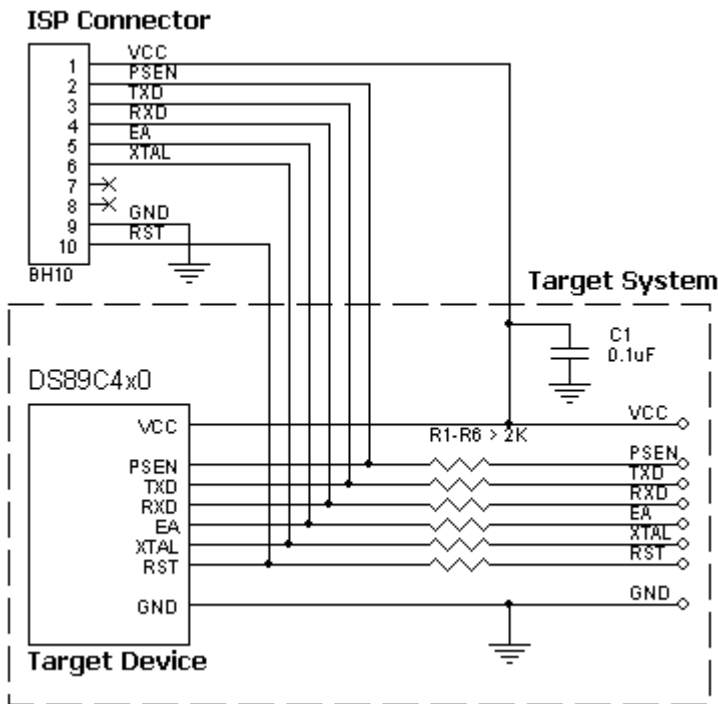 ISP Connector
VCC
1
PSEN
2
TXD
3
RXD
4
EA
5
XTAL
6
7
8
GND
9
RST
10
BH10
Target System
C1
0.1uF
DS89C4x0
VCC
VCC
R1-R6 > 2K
PSEN
PSEN
TXD
TXD
RXD
RXD
EA
EA
XTAL
XTAL
RST
RST
GND
GND
Target Device